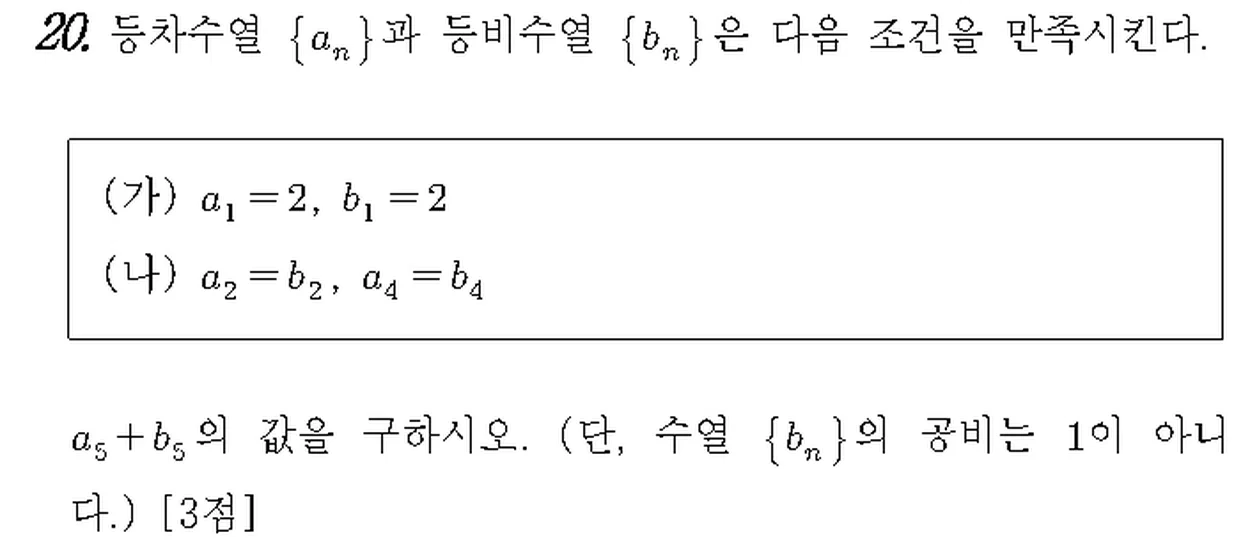 20. 등차수열 {aₙ}과 등비수열 {bₙ}은 다음 조건을 만족시킨다.
(가) a₁=2, b₁=2
(나) a₂=b₂, a₄=b₄
a₅+b₅의 값을 구하시오. (단, 수열 {bₙ}의 공비는 1이 아니
다.) [3점]